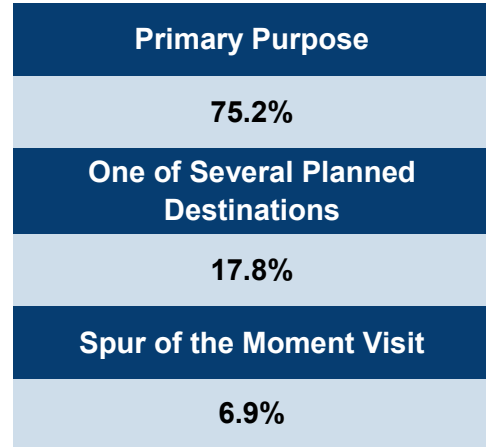 Primary Purpose
75.2%
One of Several Planned
Destinations
17.8%
Spur of the Moment Visit
6.9%